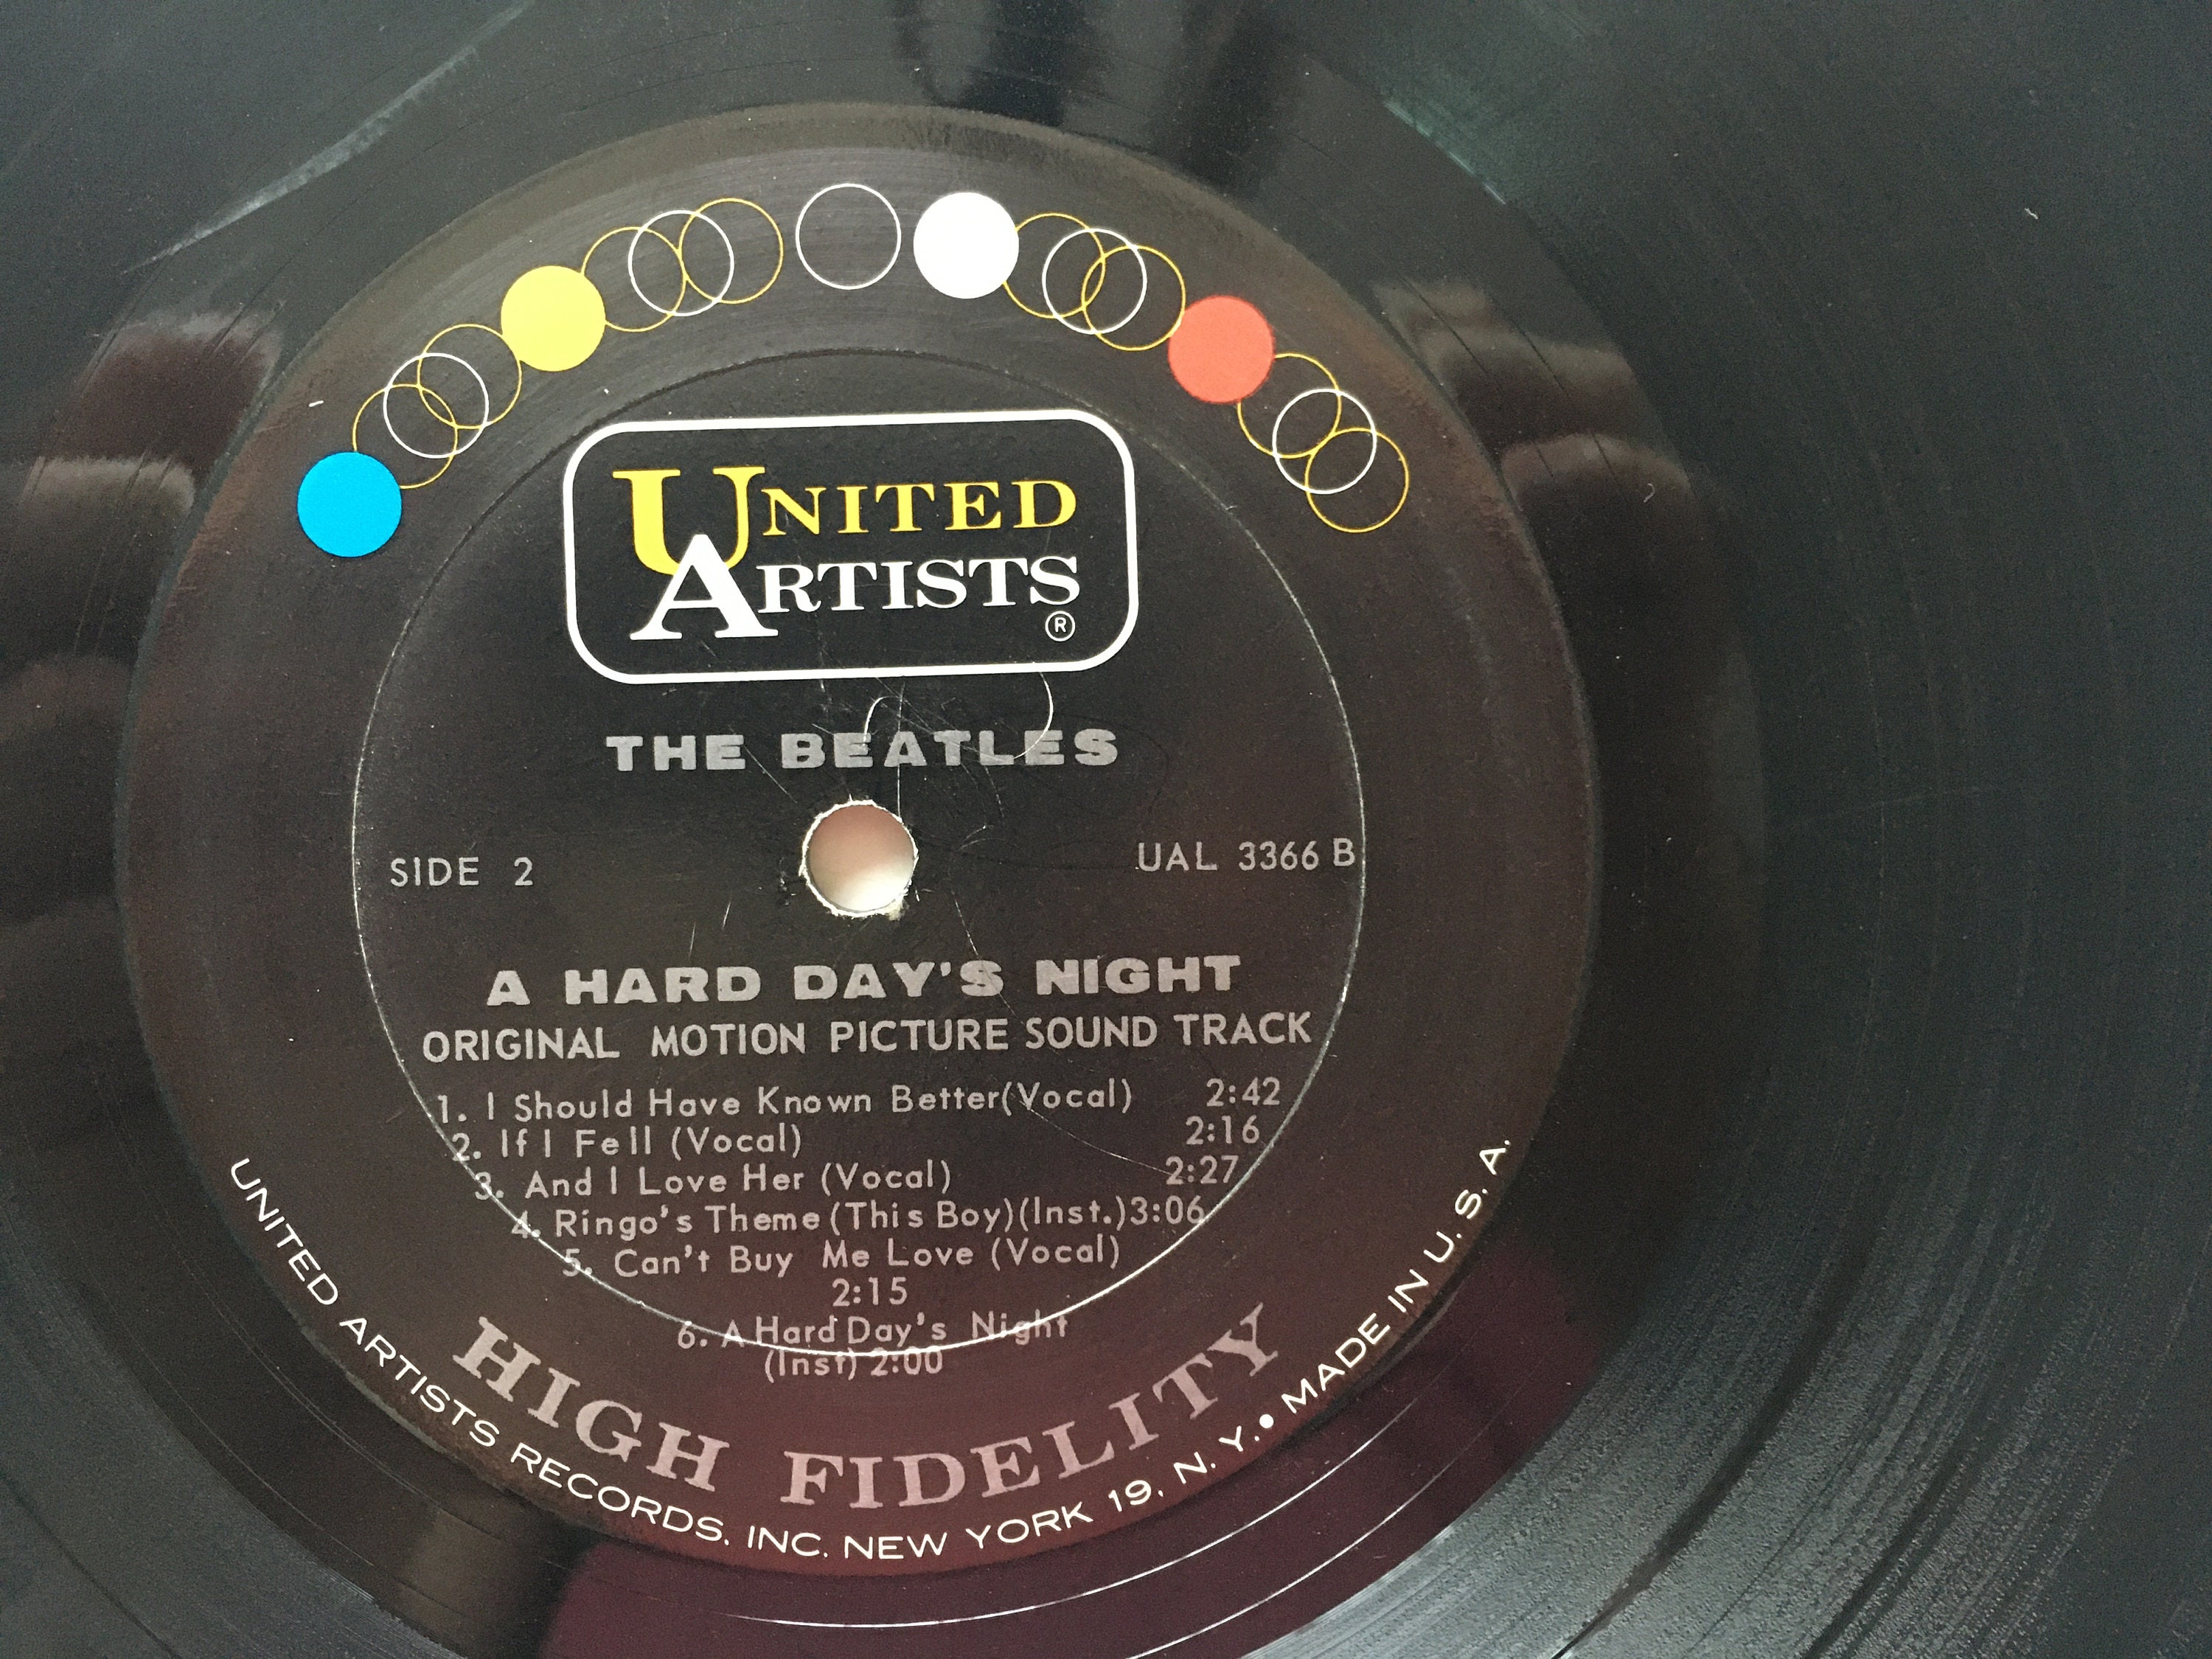 UNITED
ARTISTS
®
THE BEATLES
SIDE 2
UAL 3366 B
A HARD DAY'S NIGHT
ORIGINAL MOTION PICTURE SOUND TRACK
1. I Should Have Known Better(Vocal) 2:42
2. If I Fell (Vocal) 2:16
3. And I Love Her (Vocal) 2:27
4. Ringo's Theme(This Boy)(Inst.)3:06
5. Can't Buy Me Love (Vocal)
2:15
6. A Hard Day's Night
(Inst) 2:00
HIGH FIDELITY
UNITED ARTISTS RECORDS, INC. NEW YORK 19, N. Y. • MADE IN U. S. A.